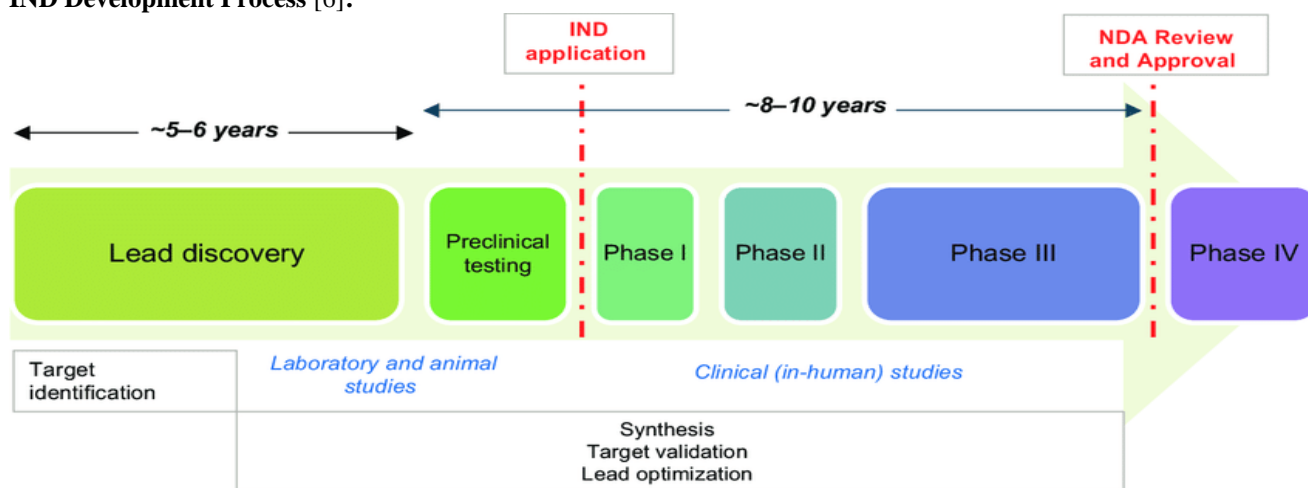 IND Development Process [6]:
IND
application
NDA Review
and Approval
~5–6 years
~8–10 years
Lead discovery
Preclinical
testing
Phase I
Phase II
Phase III
Phase IV
Target
identification
Laboratory and animal
studies
Clinical (in-human) studies
Synthesis
Target validation
Lead optimization